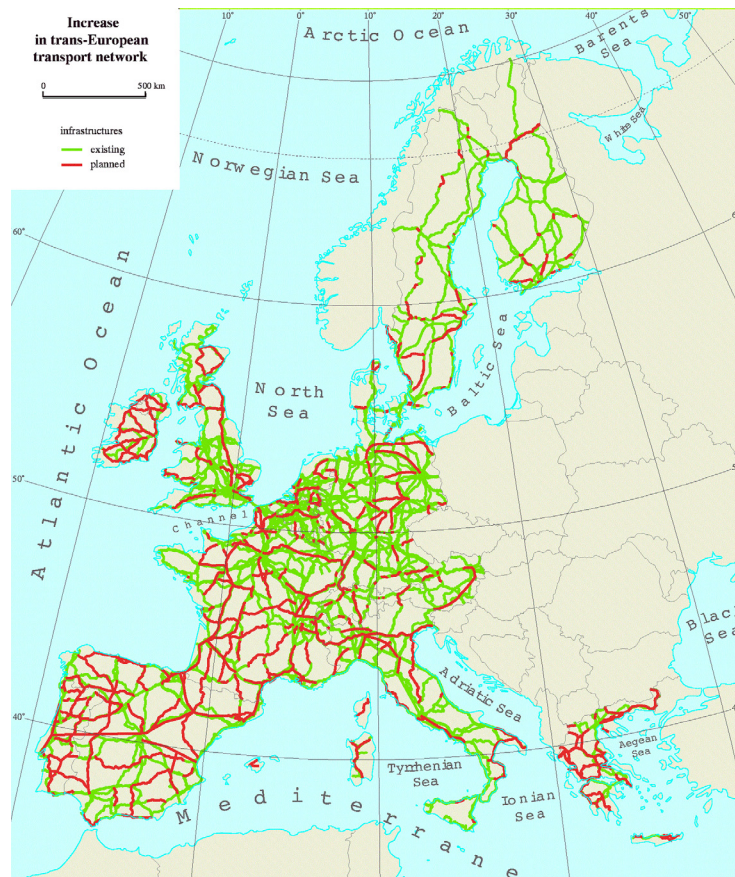 Increase
in trans-European
transport network
0 500 km
infrastructures
existing
planned
10°
0°
10°
20°
30°
40°
50°
Arctic Ocean
Barents
Sea
White Sea
Norwegian Sea
60°
Atlantic Ocean
North
Sea
Baltic Sea
50°
Channel
Black
Sea
Adriatic Sea
40°
Aegean
Sea
Tyrrhenian
Sea
Ionian
Sea
Mediterrane